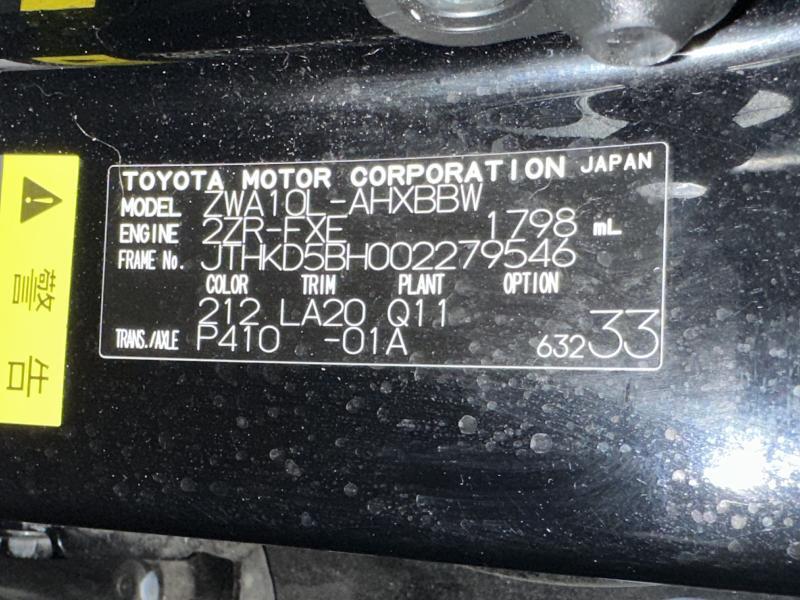 TOYOTA MOTOR CORPORATION JAPAN
MODEL ZWA10L-AHXBBW
ENGINE 2ZR-FXE 1798 mL
FRAME No. JTHKD5BH002279546
COLOR TRIM PLANT OPTION
212 LA20 Q11
TRANS./AXLE P410 -01A 63233
警告